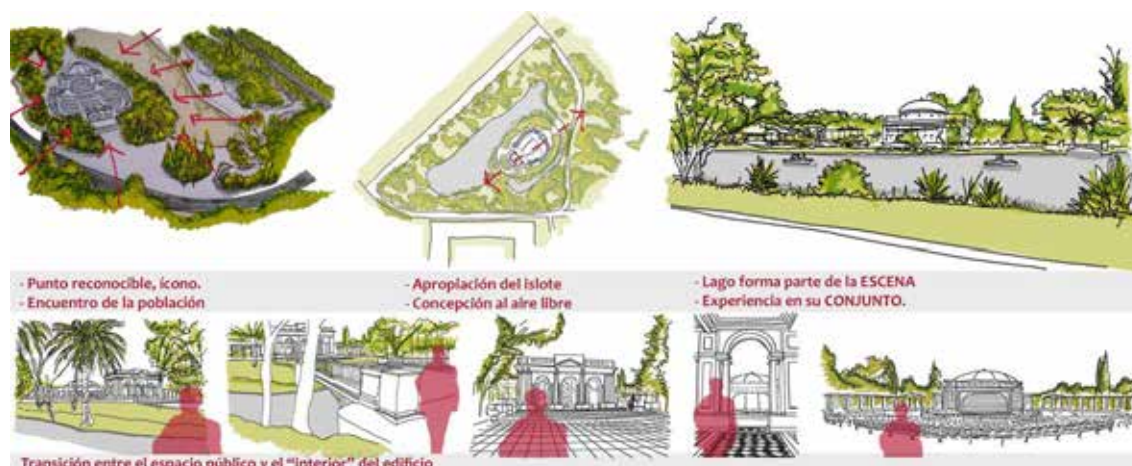 - Punto reconocible, ícono.
- Encuentro de la población
- Apropiación del islote
- Concepción al aire libre
- Lago forma parte de la ESCENA
- Experiencia en su CONJUNTO.
Transición entre el espacio público y el "interior" del edificio